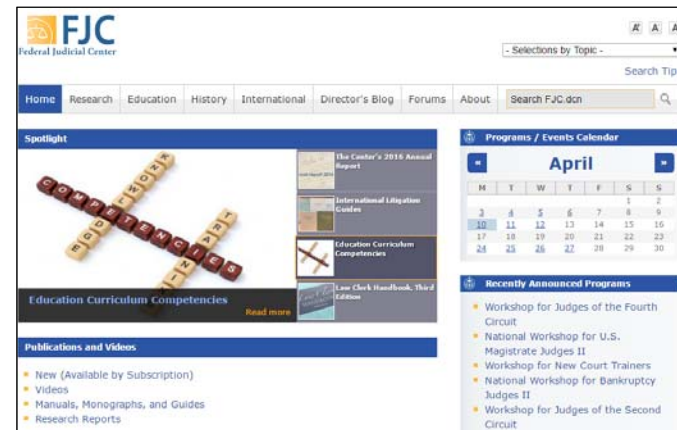 FJC
Federal Judicial Center
A A A
- Selections by Topic -
Search Tip
Home Research Education History International Director's Blog Forums About Search FJC.dcn
Spotlight
COMPETENCIES
KNOWLEDGE
TRAINING
The Center's 2016 Annual
Report
International Litigation
Guides
Education Curriculum
Competencies
Law Clerk Handbook, Third
Edition
Education Curriculum Competencies
Read more
Publications and Videos
New (Available by Subscription)
Videos
Manuals, Monographs, and Guides
Research Reports
Programs / Events Calendar
« April »
M T W T F S S
1 2
3 4 5 6 7 8 9
10 11 12 13 14 15 16
17 18 19 20 21 22 23
24 25 26 27 28 29 30
Recently Announced Programs
Workshop for Judges of the Fourth
Circuit
National Workshop for U.S.
Magistrate Judges II
Workshop for New Court Trainers
National Workshop for Bankruptcy
Judges II
Workshop for Judges of the Second
Circuit